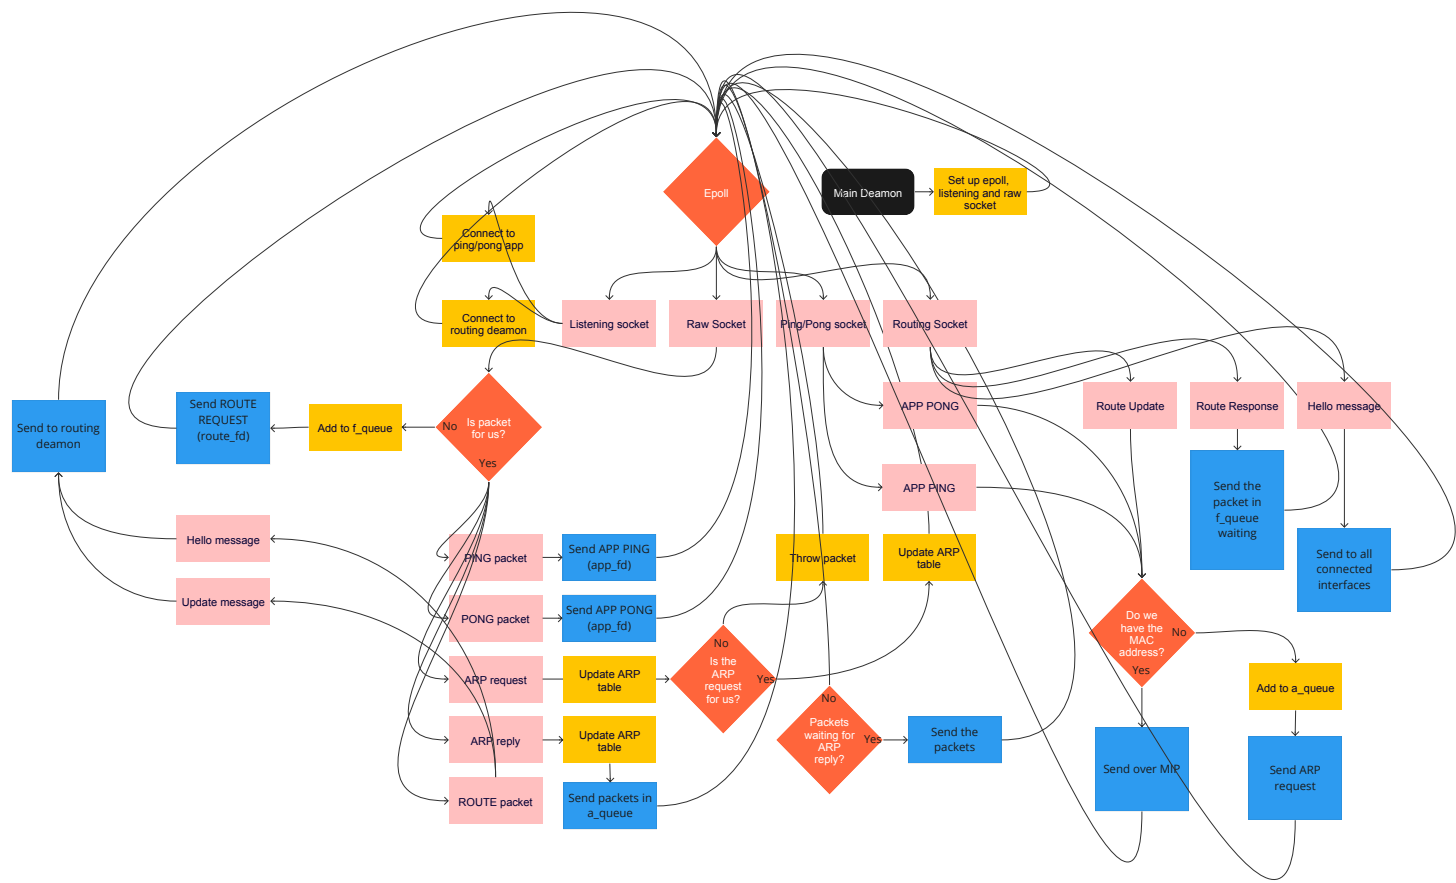 Epoll
Main Deamon
Set up epoll,
listening and raw
socket
Connect to
ping/pong app
Connect to
routing deamon
Listening socket
Raw Socket
Ping/Pong socket
Routing Socket
Send to routing
deamon
Send ROUTE
REQUEST
(route_fd)
Add to f_queue
No
Is packet
for us?
Yes
APP PONG
Route Update
Route Response
Hello message
APP PING
Send the
packet in
f_queue
waiting
Send to all
connected
interfaces
Hello message
Update message
PING packet
Send APP PING
(app_fd)
PONG packet
Send APP PONG
(app_fd)
ARP request
Update ARP
table
ARP reply
Update ARP
table
ROUTE packet
Send packets in
a_queue
Throw packet
Update ARP
table
No
Is the
ARP
request
for us?
Yes
No
Packets
waiting for
ARP
reply?
Yes
Send the
packets
Do we
have the
MAC
address?
No
Yes
Add to a_queue
Send over MIP
Send ARP
request